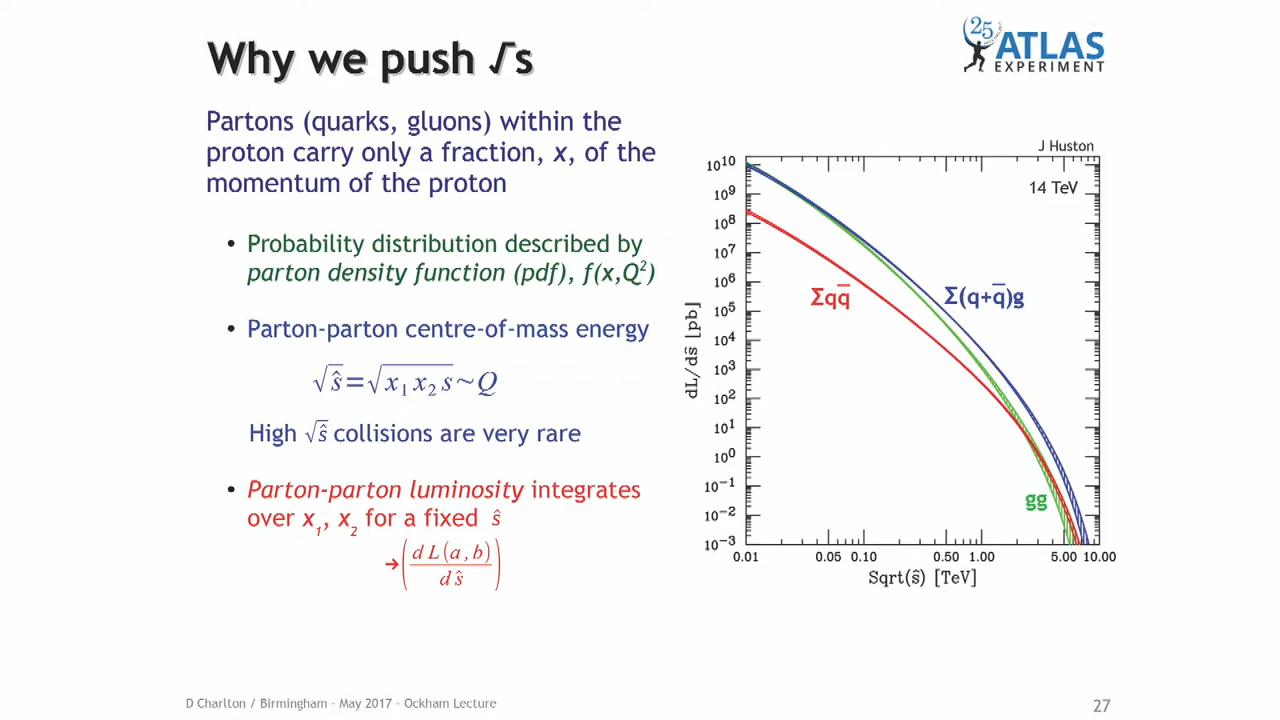 Why we push √s
25
ATLAS
EXPERIMENT
Partons (quarks, gluons) within the
proton carry only a fraction, x, of the
momentum of the proton
• Probability distribution described by
parton density function (pdf), f(x,Q²)
• Parton-parton centre-of-mass energy
√ŝ=√x₁ x₂ s ~ Q
High √ŝ collisions are very rare
• Parton-parton luminosity integrates
over x₁, x₂ for a fixed ŝ
→(dL(a,b)/dŝ)
J Huston
14 TeV
Σqq̅
Σ(q+q̅)g
gg
dL/dŝ [pb]
10¹⁰
10⁹
10⁸
10⁷
10⁶
10⁵
10⁴
10³
10²
10¹
10⁰
10⁻¹
10⁻²
10⁻³
0.01 0.05 0.10 0.50 1.00 5.00 10.00
Sqrt(ŝ) [TeV]
D Charlton / Birmingham – May 2017 – Ockham Lecture
27